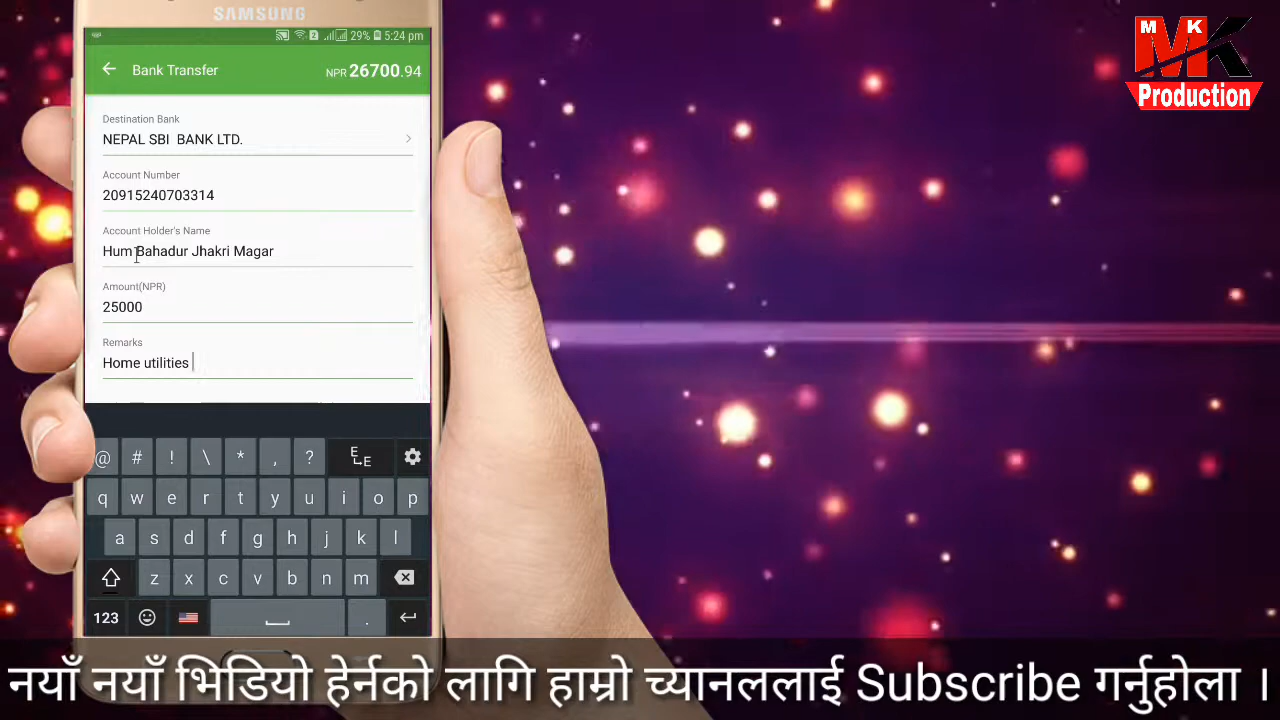 SAMSUNG
2 29% 5:24 pm
Bank Transfer NPR 26700.94
Destination Bank
NEPAL SBI BANK LTD.
Account Number
20915240703314
Account Holder's Name
Hum Bahadur Jhakri Magar
Amount(NPR)
25000
Remarks
Home utilities
@ # ! \ * , ? E E
q w e r t y u i o p
a s d f g h j k l
z x c v b n m
123 .
M K
MK
Production
नयाँ नयाँ भिडियो हेर्नको लागि हाम्रो च्यानललाई Subscribe गर्नुहोला ।